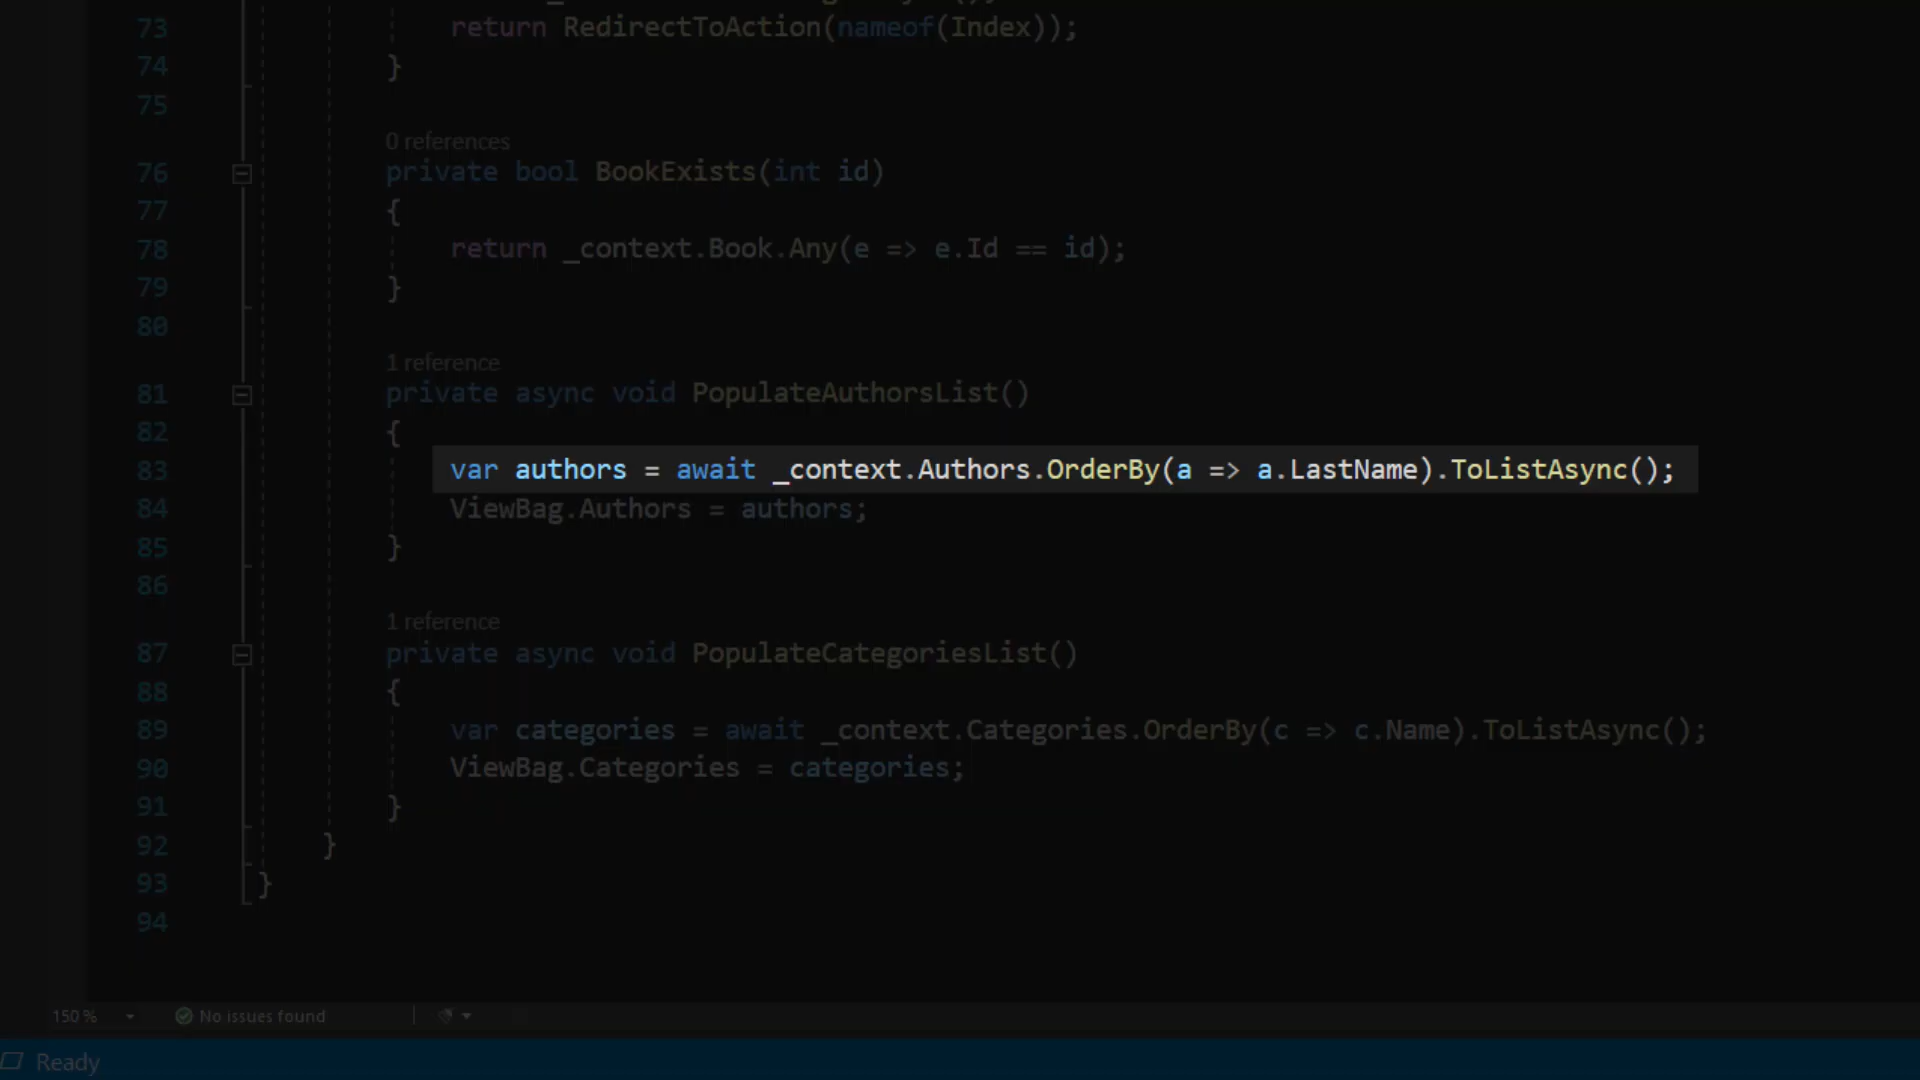 73 return RedirectToAction(nameof(Index));
74 }
75
0 references
76 private bool BookExists(int id)
77 {
78 return _context.Book.Any(e => e.Id == id);
79 }
80
1 reference
81 private async void PopulateAuthorsList()
82 {
83 var authors = await _context.Authors.OrderBy(a => a.LastName).ToListAsync();
84 ViewBag.Authors = authors;
85 }
86
1 reference
87 private async void PopulateCategoriesList()
88 {
89 var categories = await _context.Categories.OrderBy(c => c.Name).ToListAsync();
90 ViewBag.Categories = categories;
91 }
92 }
93 }
94
150 % No issues found
Ready